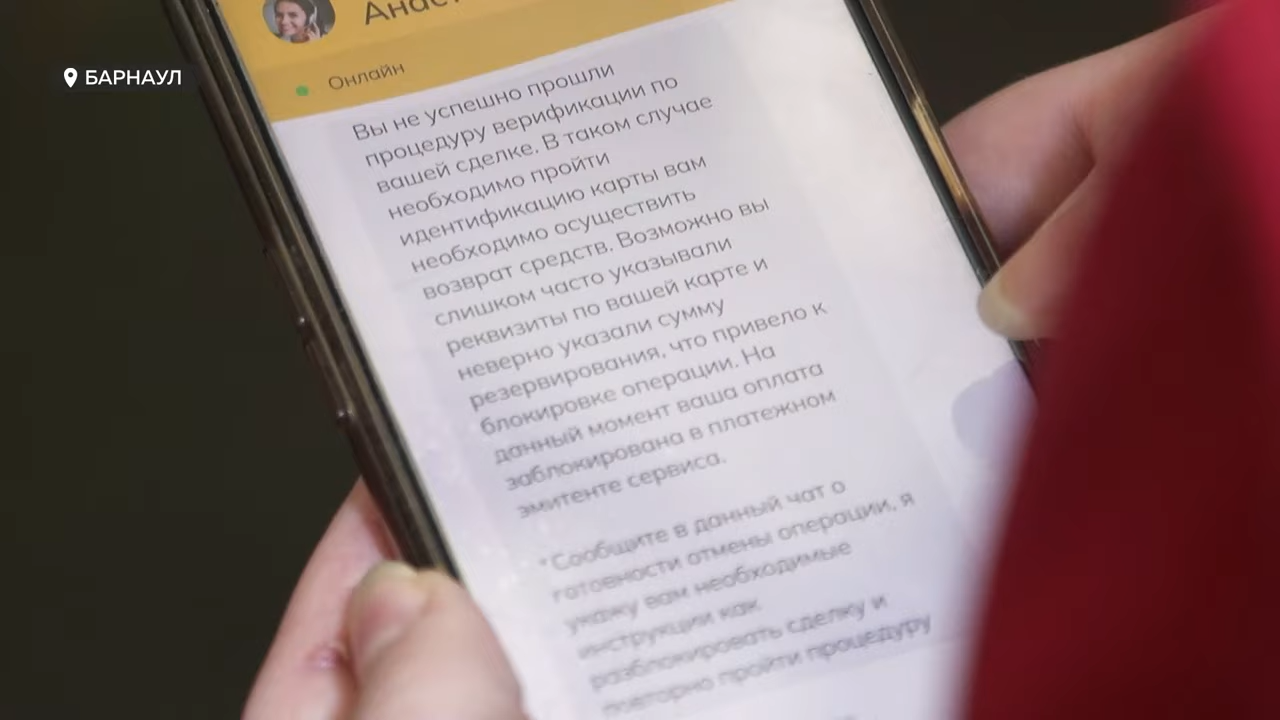 БАРНАУЛ
Анас
Онлайн
Вы не успешно прошли
процедуру верификации по
вашей сделке. В таком случае
необходимо пройти
идентификацию карты вам
необходимо осуществить
возврат средств. Возможно вы
слишком часто указывали
реквизиты по вашей карте и
неверно указали сумму
резервирования, что привело к
блокировке операции. На
данный момент ваша оплата
заблокирована в платежном
эмитенте сервиса.
*Сообщите в данный чат о
готовности отмены операции, я
укажу вам необходимые
инструкции как
разблокировать сделку и
повторно пройти процедуру